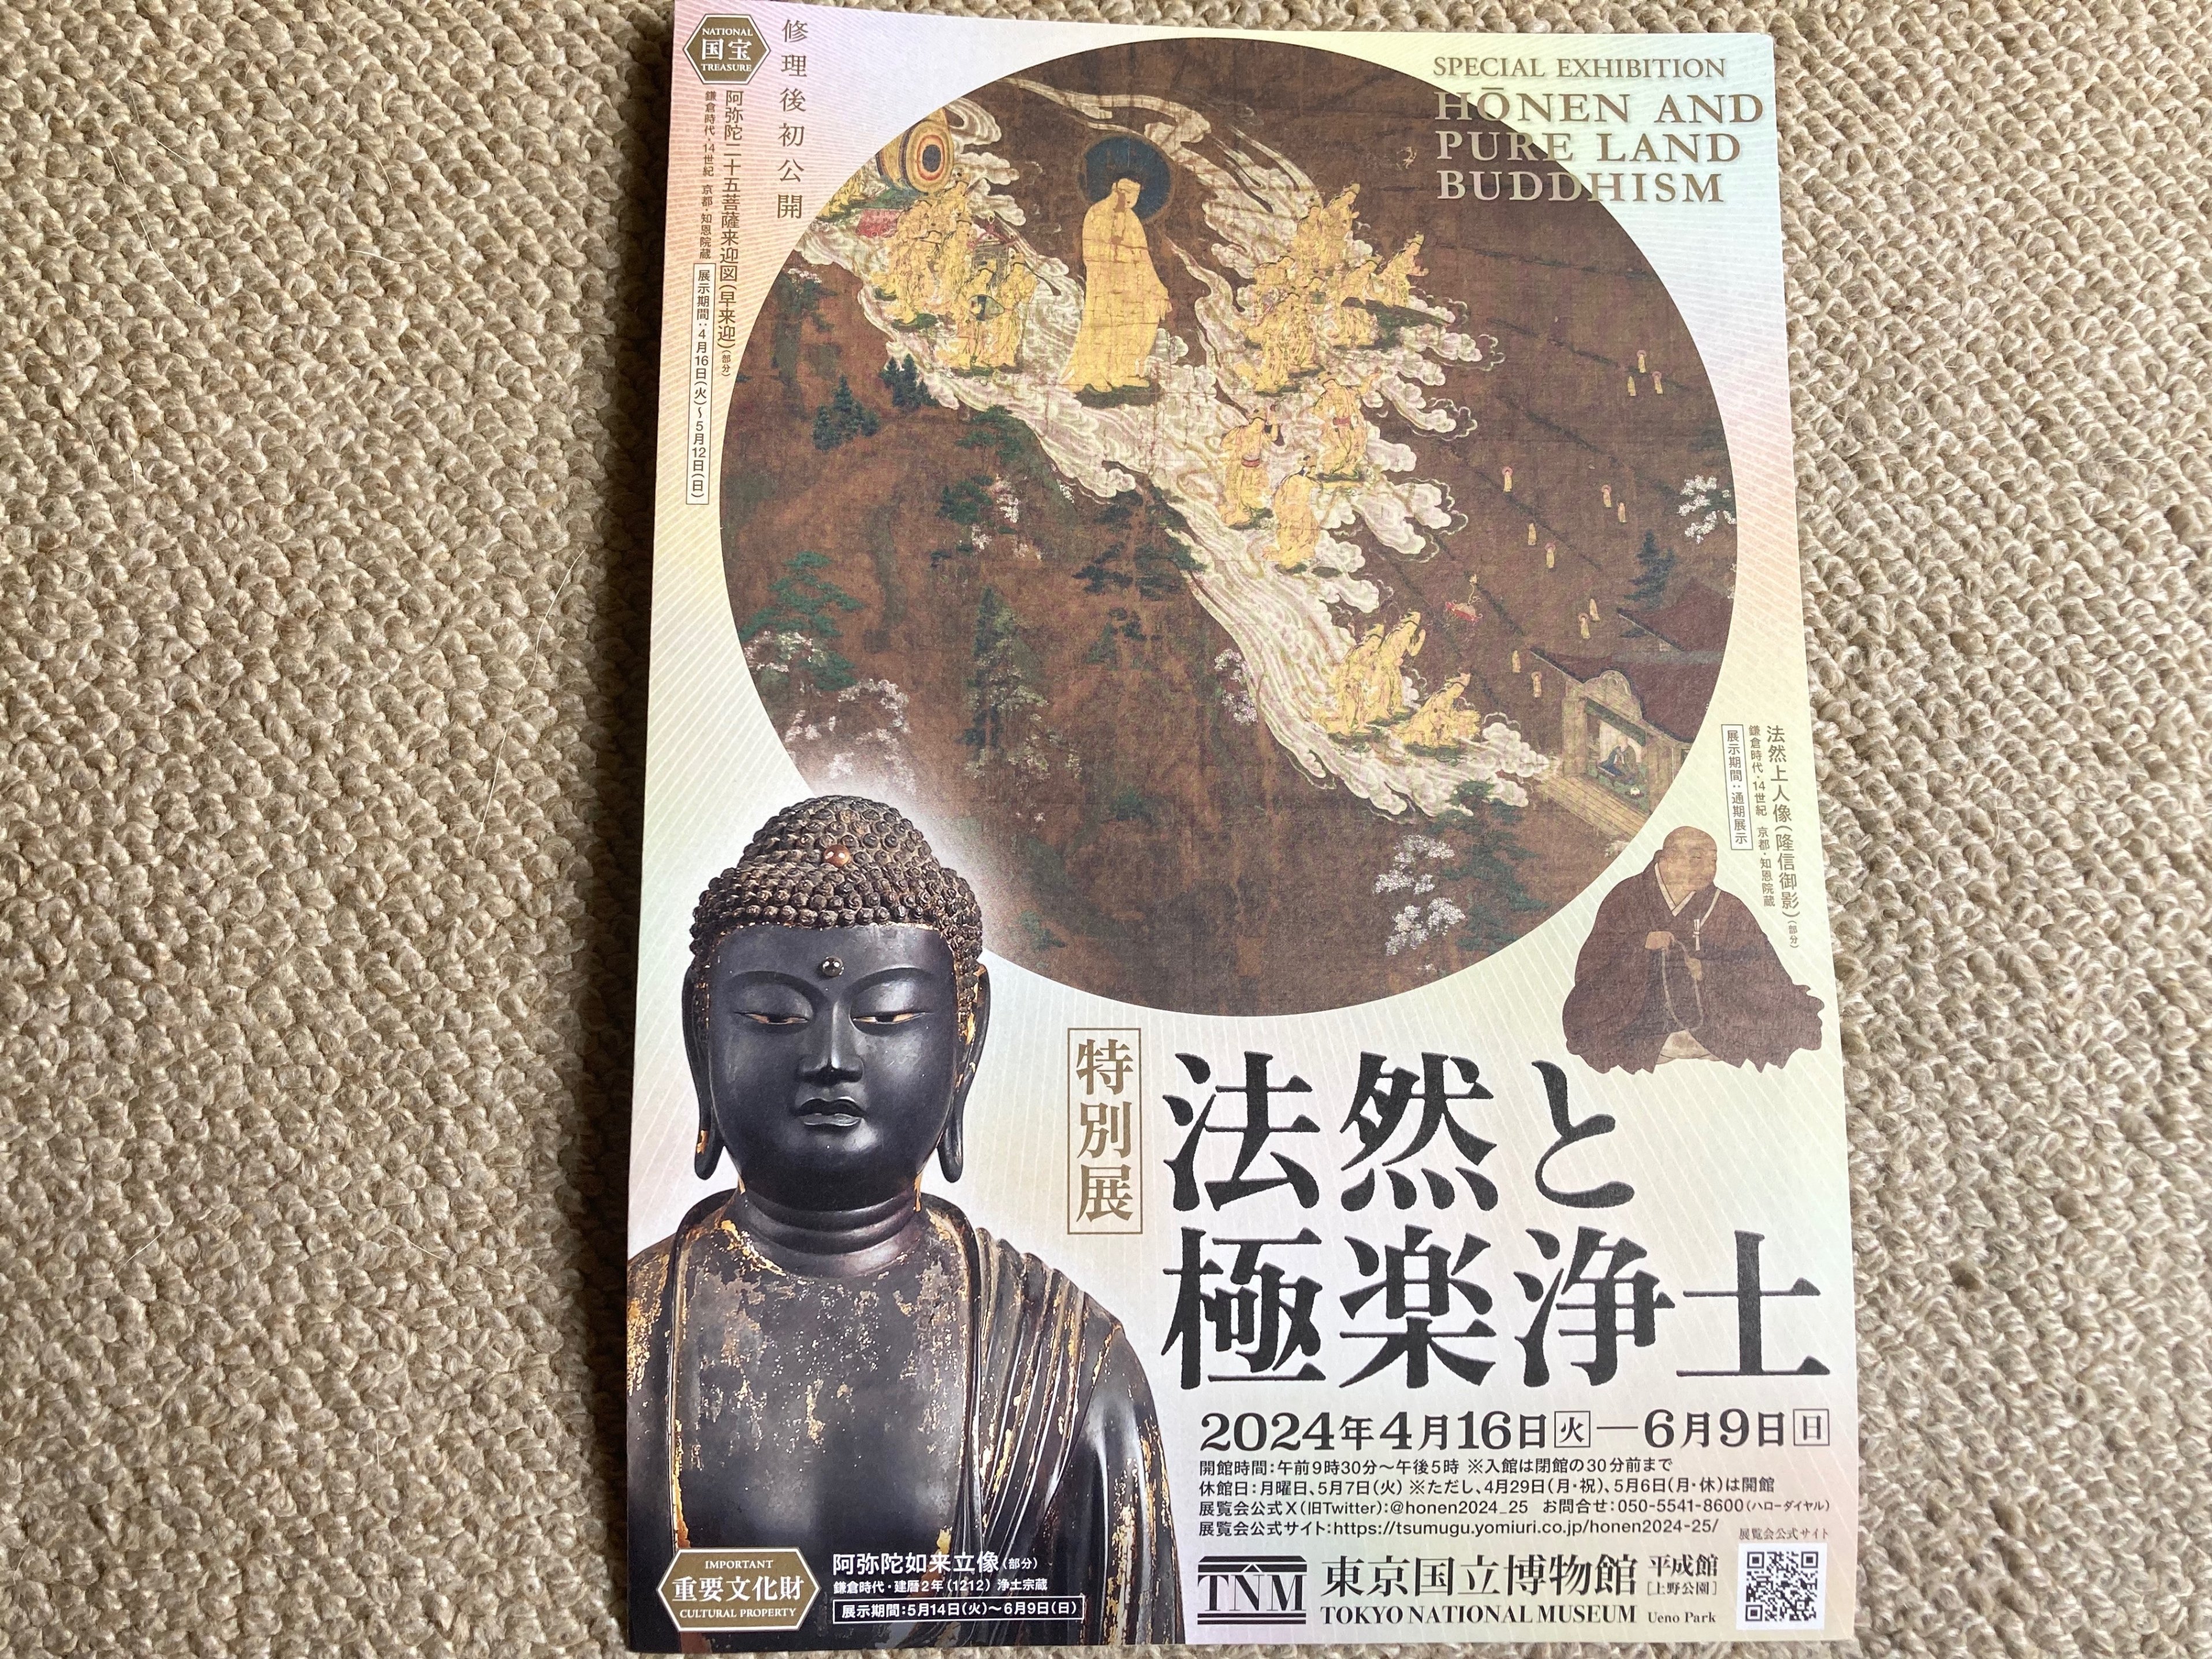 NATIONAL
国宝
TREASURE
修理後初公開
阿弥陀二十五菩薩来迎図(早来迎)(部分)
鎌倉時代・14世紀 京都・知恩院蔵
展示期間:4月16日(火)~5月12日(日)
SPECIAL EXHIBITION
HŌNEN AND
PURE LAND
BUDDHISM
法然上人像(隆信御影)(部分)
鎌倉時代・14世紀 京都・知恩院蔵
展示期間:通期展示
特別展
法然と
極楽浄土
2024年4月16日火―6月9日日
開館時間:午前9時30分~午後5時 ※入館は閉館の30分前まで
休館日:月曜日、5月7日(火) ※ただし、4月29日(月・祝)、5月6日(月・休)は開館
展覧会公式X(旧Twitter):@honen2024_25 お問合せ:050-5541-8600(ハローダイヤル)
展覧会公式サイト:https://tsumugu.yomiuri.co.jp/honen2024-25/
展覧会公式サイト
TNM
東京国立博物館 平成館
[上野公園]
TOKYO NATIONAL MUSEUM Ueno Park
IMPORTANT
重要文化財
CULTURAL PROPERTY
阿弥陀如来立像(部分)
鎌倉時代・建暦2年(1212) 浄土宗蔵
展示期間:5月14日(火)~6月9日(日)